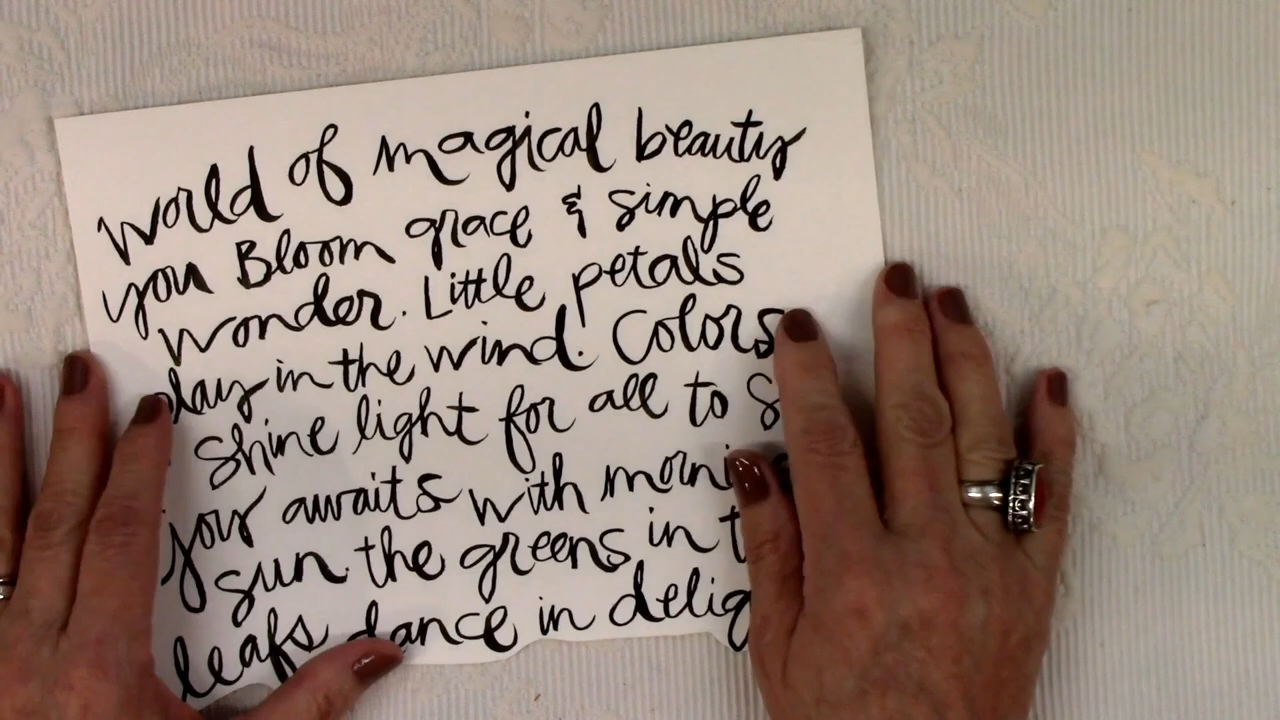 world of magical beauty
you Bloom grace & simple
wonder. Little petals
play in the wind. Colors
shine light for all to
joy awaits with
sun. the greens in
leafs dance in